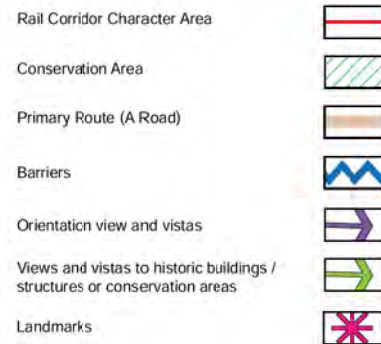 Rail Corridor Character Area
Conservation Area
Primary Route (A Road)
Barriers
Orientation view and vistas
Views and vistas to historic buildings /
structures or conservation areas
Landmarks